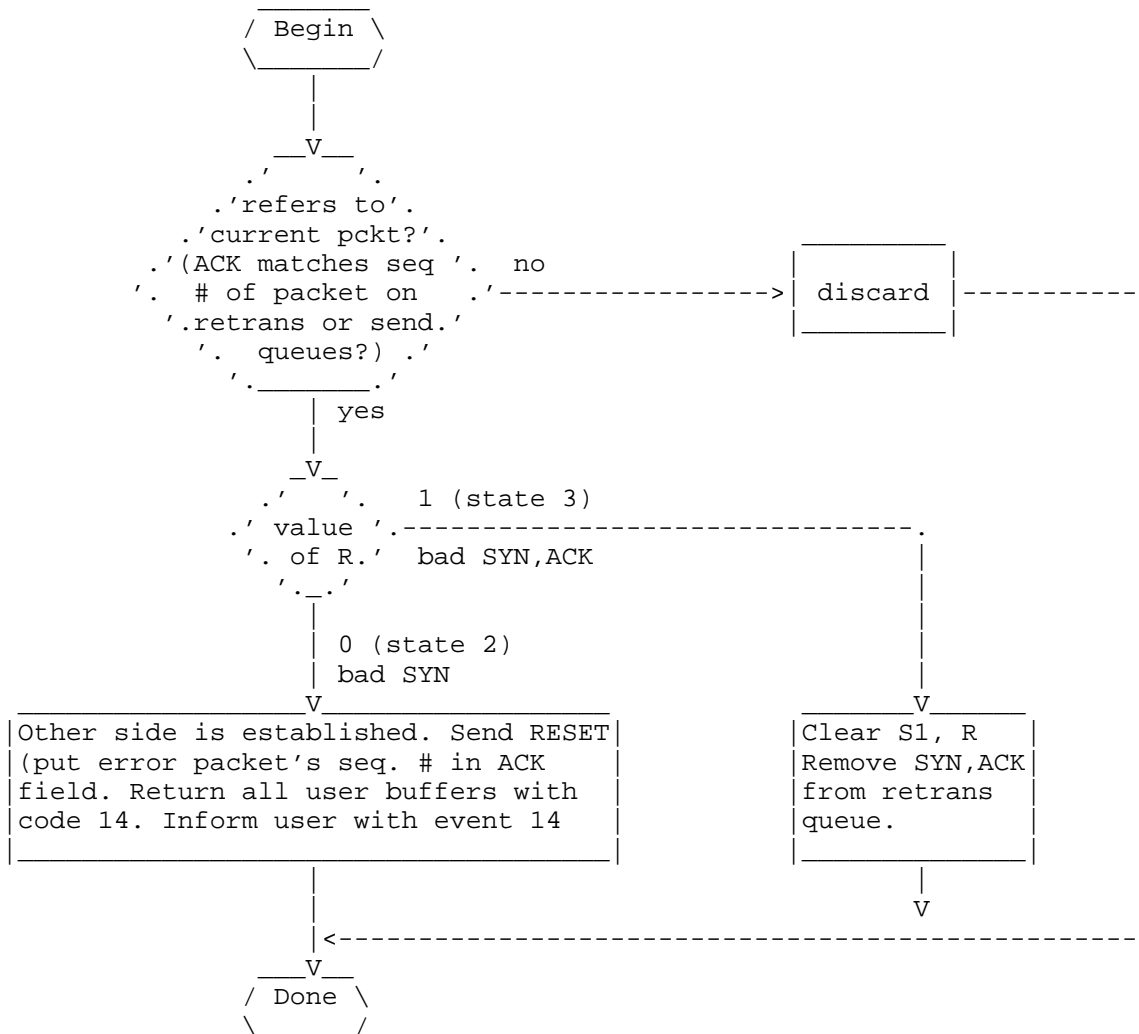 Begin
refers to
current pckt?
(ACK matches seq no
# of packet on discard
retrans or send
queues?)
yes
1 (state 3)
value
of R. bad SYN,ACK
0 (state 2)
bad SYN
Other side is established. Send RESET
(put error packet's seq. # in ACK
field. Return all user buffers with
code 14. Inform user with event 14
Clear S1, R
Remove SYN,ACK
from retrans
queue.
Done